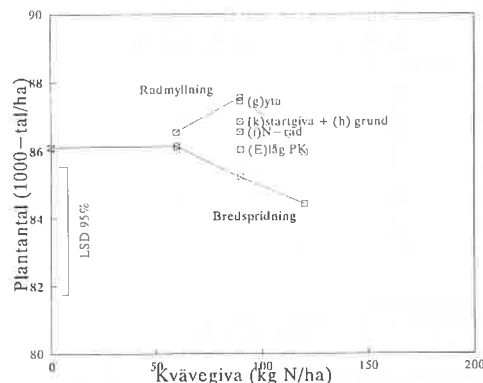 90
88
86
84
82
80
Plantantal (1000-tal/ha)
LSD 95%
Radmyllning
(g)yta
(k)startgiva + (h) grund
(i)N-rad
(E)låg PK
Bredspridning
0
50
100
150
200
Kvävegiva (kg N/ha)